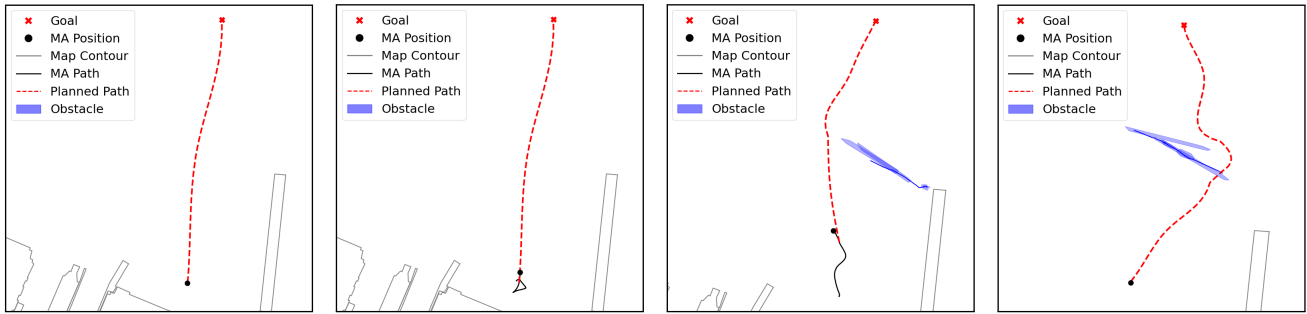 Goal
MA Position
Map Contour
MA Path
Planned Path
Obstacle
Goal
MA Position
Map Contour
MA Path
Planned Path
Obstacle
Goal
MA Position
Map Contour
MA Path
Planned Path
Obstacle
Goal
MA Position
Map Contour
MA Path
Planned Path
Obstacle